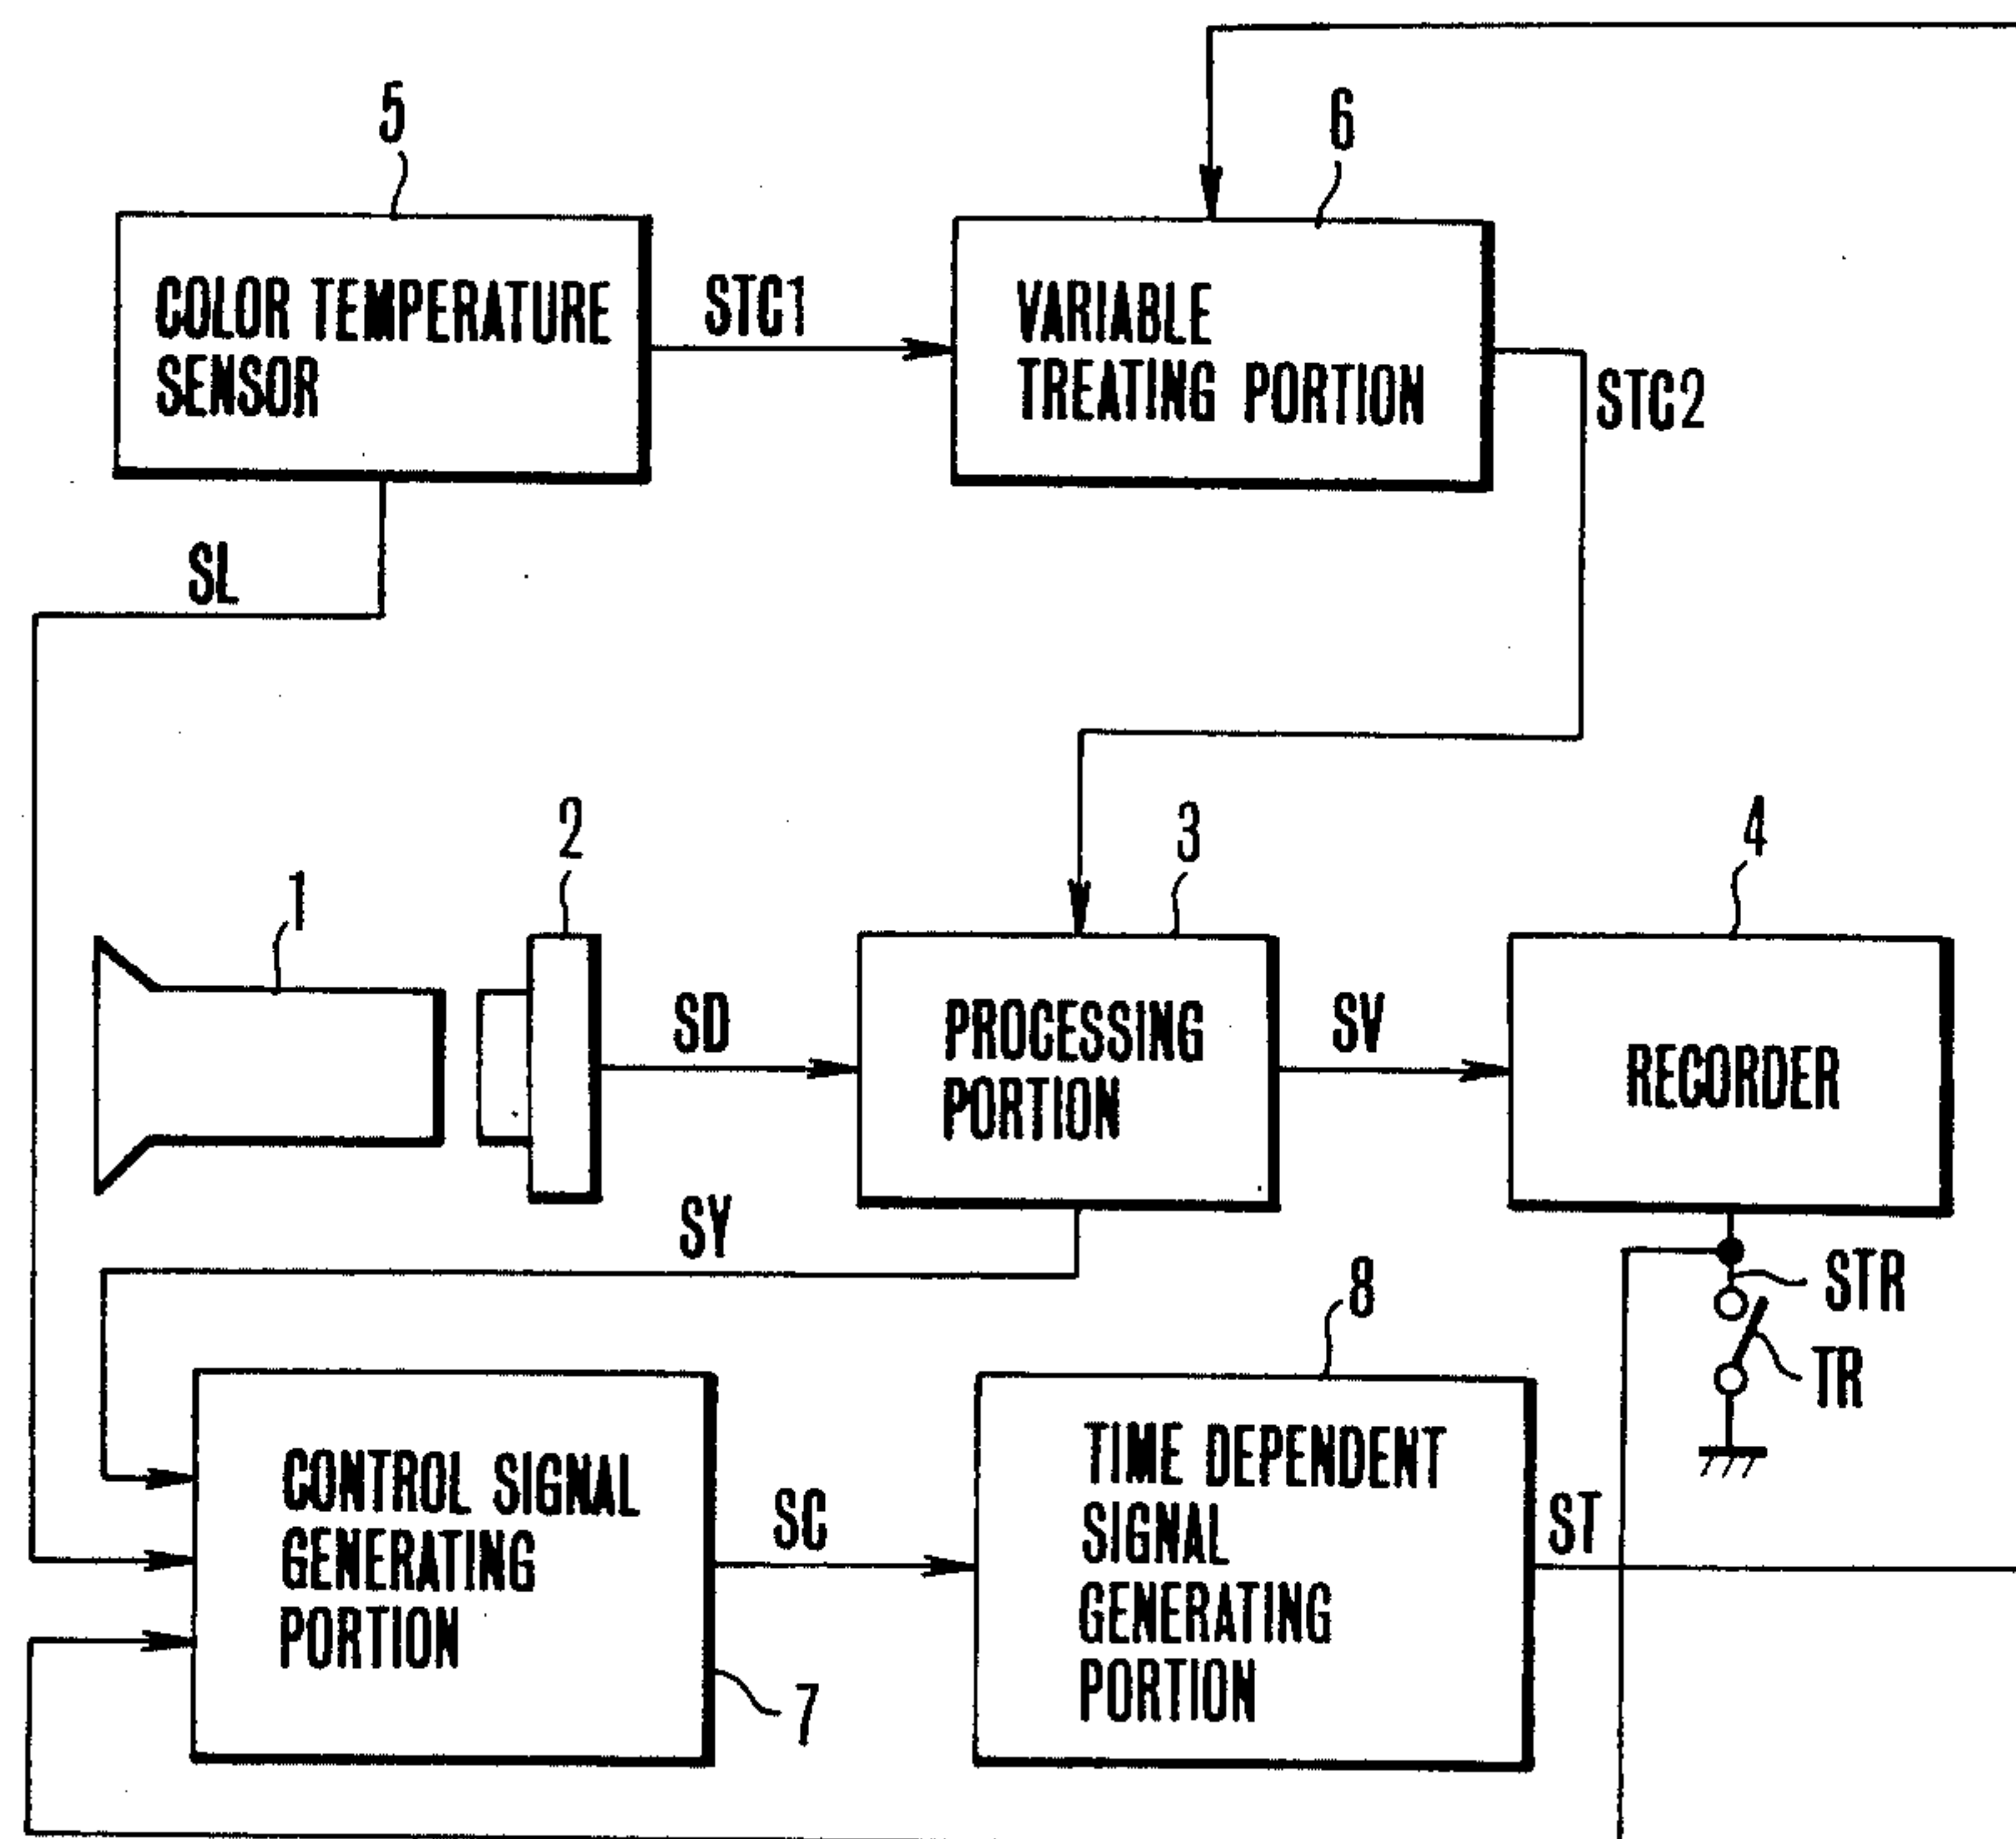 5
6
COLOR TEMPERATURE
SENSOR
STC1
VARIABLE
TREATING PORTION
STC2
SL
1
2
3
4
SD
PROCESSING
PORTION
SV
RECORDER
SY
8
STR
TR
CONTROL SIGNAL
GENERATING
PORTION
SC
TIME DEPENDENT
SIGNAL
GENERATING
PORTION
ST
7